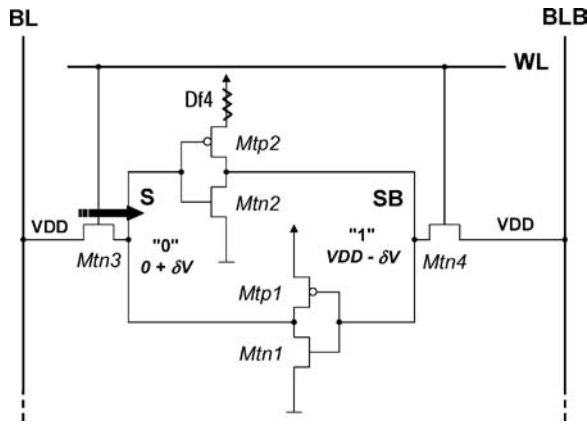 BL
BLB
WL
Df4
Mtp2
S
Mtn2
SB
VDD
"0"
"1"
VDD
Mtn3
0 + δV
VDD - δV
Mtn4
Mtp1
Mtn1